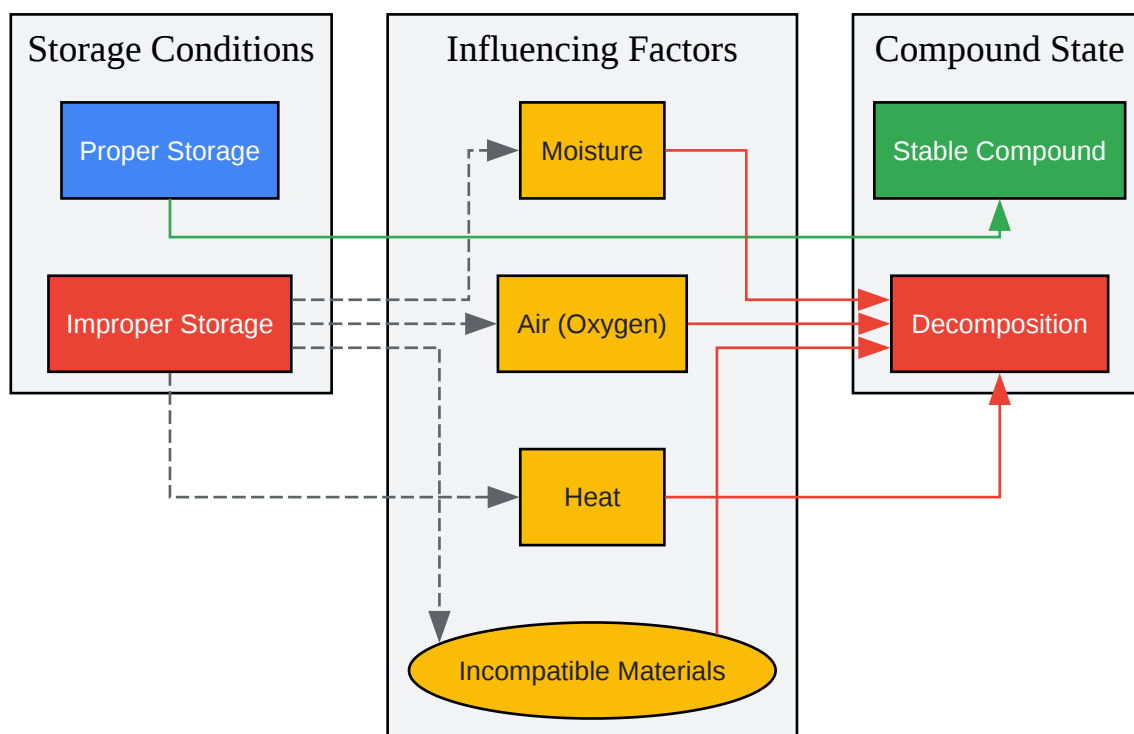 Storage Conditions
Influencing Factors
Compound State
Proper Storage
Moisture
Stable Compound
Improper Storage
Air (Oxygen)
Decomposition
Heat
Incompatible Materials